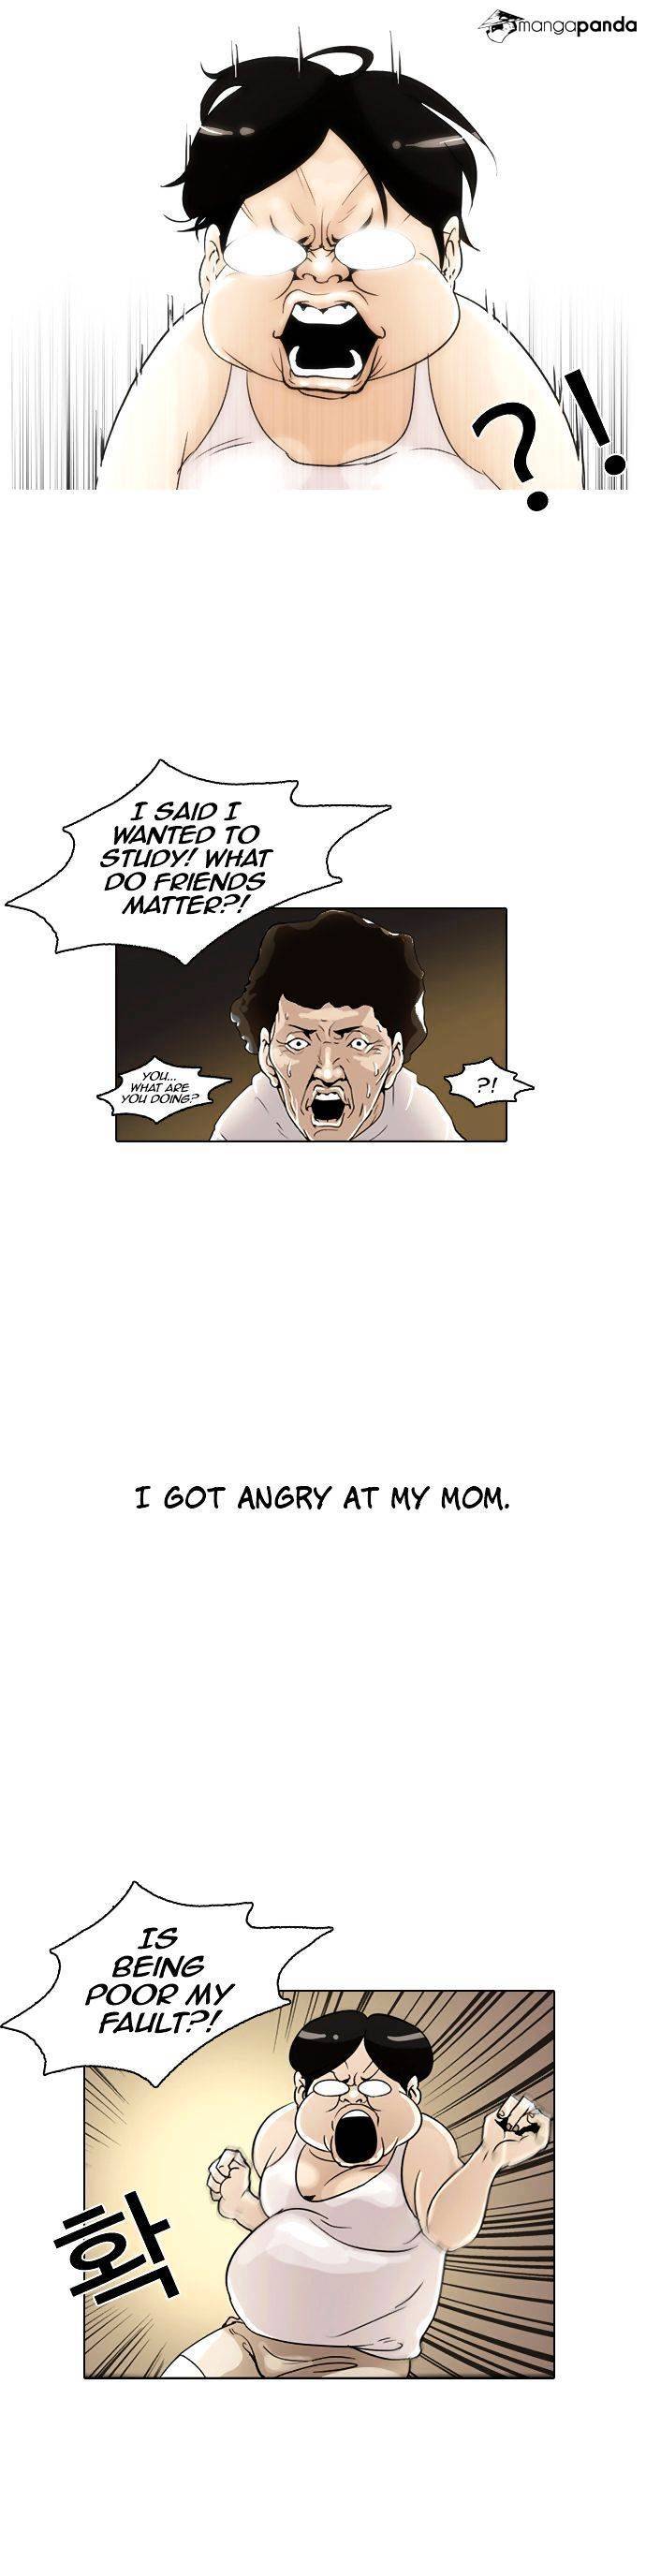 mangapanda
?!
I SAID I
WANTED TO
STUDY! WHAT
DO FRIENDS
MATTER?!
YOU...
WHAT ARE
YOU DOING?
?!
I GOT ANGRY AT MY MOM.
IS
BEING
POOR MY
FAULT?!
확